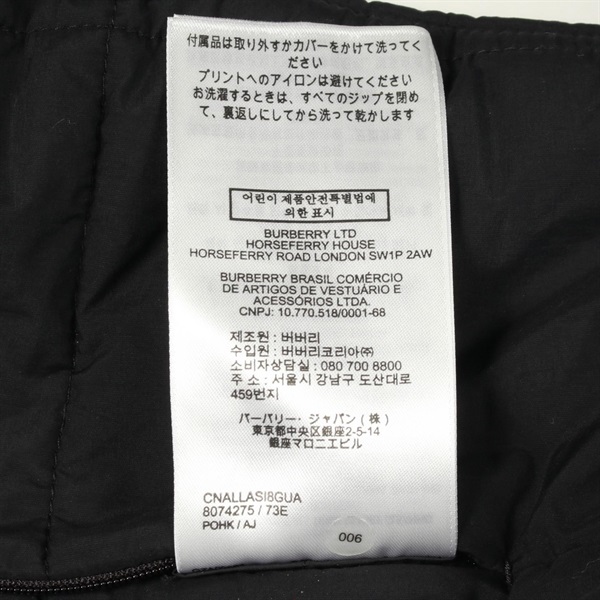 付属品は取り外すかカバーをかけて洗ってく
ださい
プリントへのアイロンは避けてください
お洗濯するときは、すべてのジップを閉め
て、裏返しにしてから洗って乾かします
어린이 제품안전특별법에
의한 표시
BURBERRY LTD
HORSEFERRY HOUSE
HORSEFERRY ROAD LONDON SW1P 2AW
BURBERRY BRASIL COMÉRCIO
DE ARTIGOS DE VESTUÁRIO E
ACESSÓRIOS LTDA.
CNPJ: 10.770.518/0001-68
제조원 : 버버리
수입원 : 버버리코리아㈜
소비자상담실 : 080 700 8800
주 소 : 서울시 강남구 도산대로
459번지
バーバリー・ジャパン(株)
東京都中央区銀座2-5-14
銀座マロニエビル
CNALLASI8GUA
8074275 / 73E
POHK / AJ
006